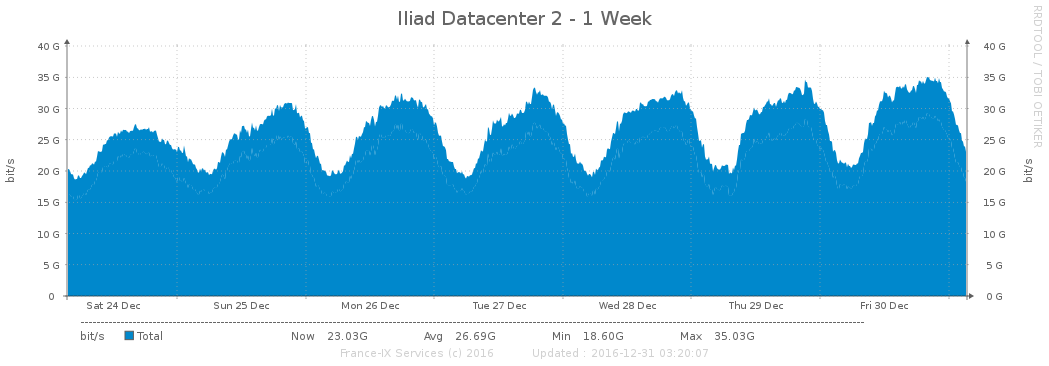 Iliad Datacenter 2 - 1 Week
RRDTOOL / TOBI OETIKER
bit/s
40 G
35 G
30 G
25 G
20 G
15 G
10 G
5 G
0
40 G
35 G
30 G
25 G
20 G
15 G
10 G
5 G
0 G
bit/s
Sat 24 Dec Sun 25 Dec Mon 26 Dec Tue 27 Dec Wed 28 Dec Thu 29 Dec Fri 30 Dec
bit/s Total Now 23.03G Avg 26.69G Min 18.60G Max 35.03G
France-IX Services (c) 2016 Updated : 2016-12-31 03:20:07